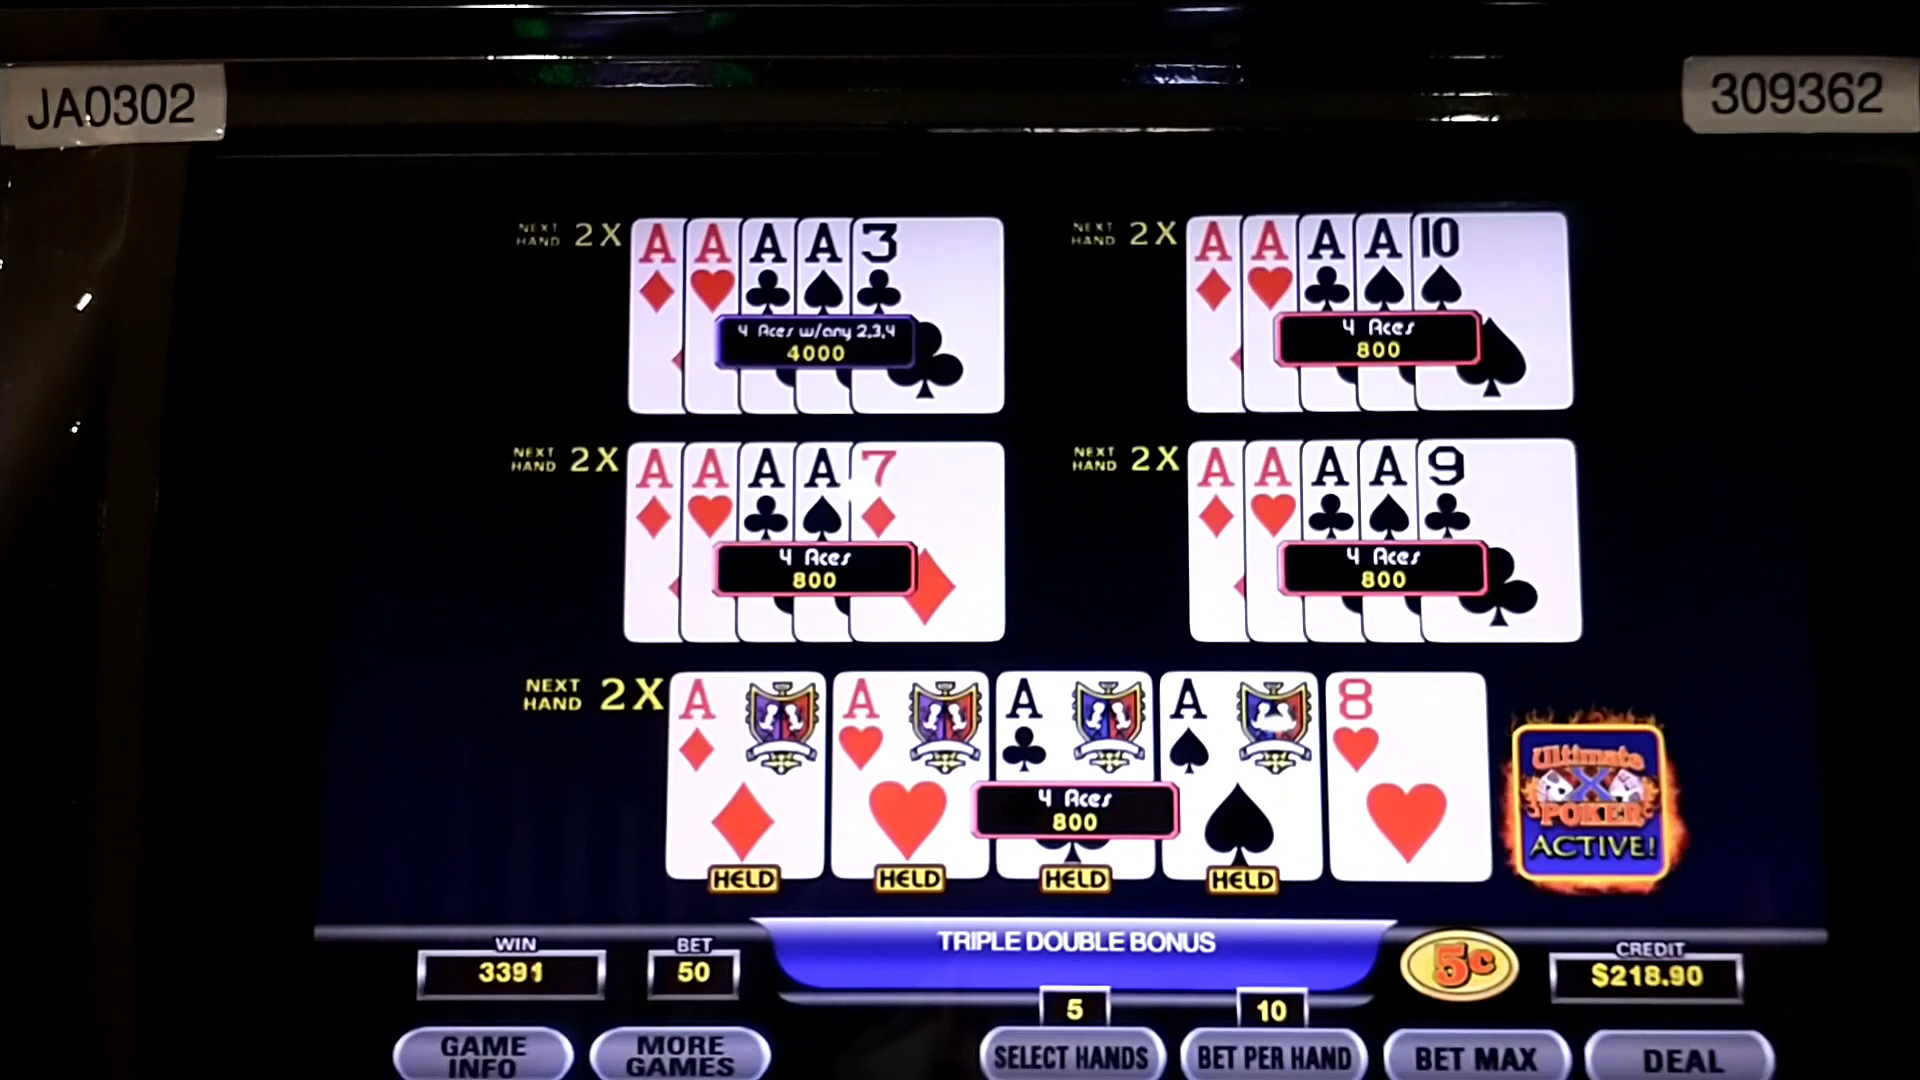 JA0302
309362
NEXT HAND 2X A A A A 3
4 Aces w/any 2,3,4
4000
NEXT HAND 2X A A A A 10
4 Aces
800
NEXT HAND 2X A A A A 7
4 Aces
800
NEXT HAND 2X A A A A 9
4 Aces
800
NEXT HAND 2X A A A A 8
4 Aces
800
HELD HELD HELD HELD
Ultimate
X
POKER
ACTIVE!
TRIPLE DOUBLE BONUS
WIN
3391
BET
50
5
10
5¢
CREDIT
$218.90
GAME INFO
MORE GAMES
SELECT HANDS
BET PER HAND
BET MAX
DEAL